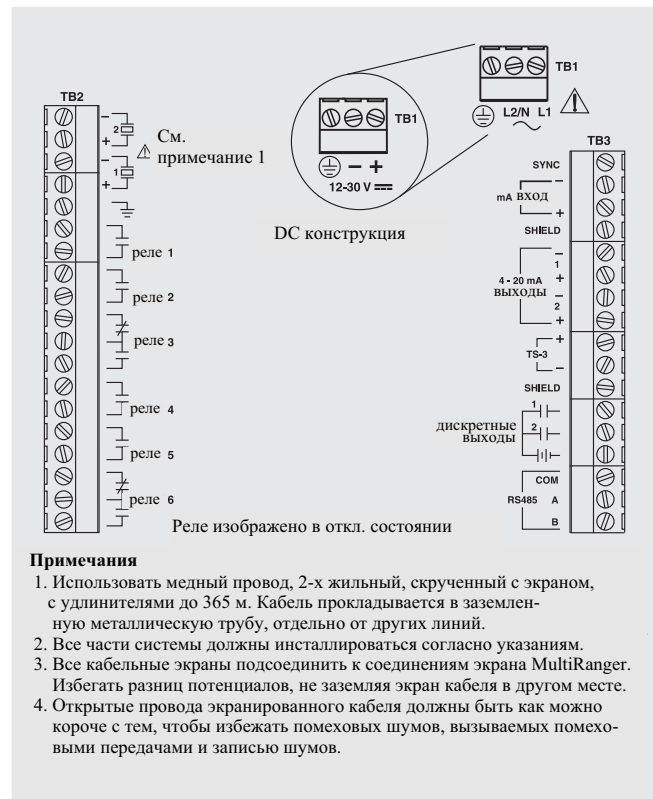 TB2
- 2 +
- 1 +
См.
примечание 1
реле 1
реле 2
реле 3
реле 4
реле 5
реле 6
TB1
- +
12-30 V
DC конструкция
TB1
L2/N L1
TB3
SYNC
-
mA ВХОД
+
SHIELD
-
1
+
4 - 20 mA
ВЫХОДЫ
-
2
+
+
TS-3
-
SHIELD
1
дискретные
выходы
2
COM
RS485 A
B
Реле изображено в откл. состоянии
Примечания
1. Использовать медный провод, 2-х жильный, скрученный с экраном,
с удлинителями до 365 м. Кабель прокладывается в заземлен-
ную металлическую трубу, отдельно от других линий.
2. Все части системы должны инсталлироваться согласно указаниям.
3. Все кабельные экраны подсоединить к соединениям экрана MultiRanger.
Избегать разниц потенциалов, не заземляя экран кабеля в другом месте.
4. Открытые провода экранированного кабеля должны быть как можно
короче с тем, чтобы избежать помеховых шумов, вызываемых помехо-
выми передачами и записью шумов.